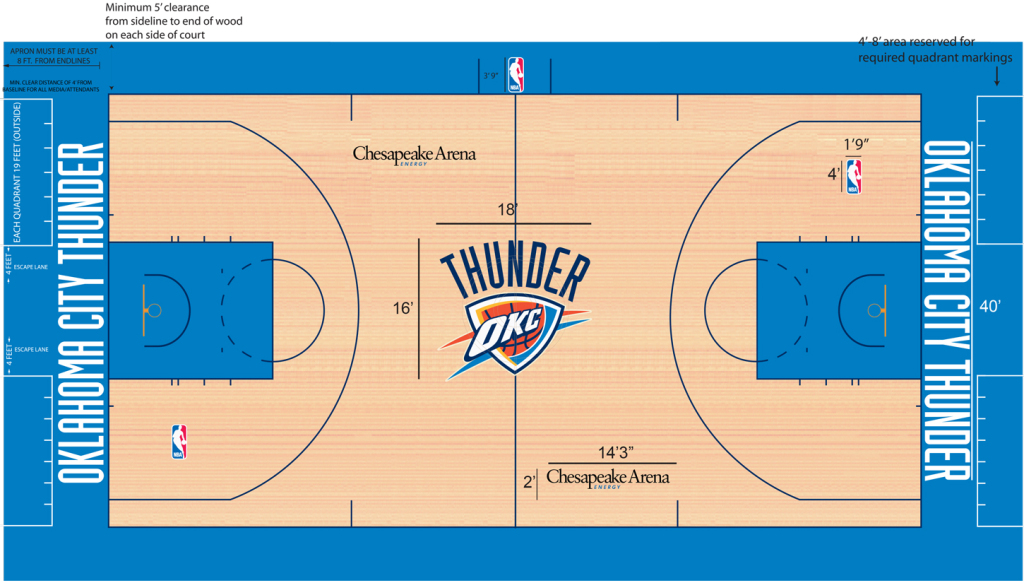 Minimum 5’ clearance
from sideline to end of wood
on each side of court
4’-8’ area reserved for
required quadrant markings
APRON MUST BE AT LEAST
8 FT. FROM ENDLINES
MIN. CLEAR DISTANCE OF 4’ FROM
BASELINE FOR ALL MEDIA/ATTENDANTS
3’ 9”
NBA
EACH QUADRANT 19 FEET (OUTSIDE)
4 FEET
ESCAPE LANE
4 FEET
ESCAPE LANE
OKLAHOMA CITY THUNDER
Chesapeake Arena
ENERGY
18’
16’
THUNDER
OKC
1’9”
4’
NBA
NBA
14’3”
2’
Chesapeake Arena
ENERGY
OKLAHOMA CITY THUNDER
40’